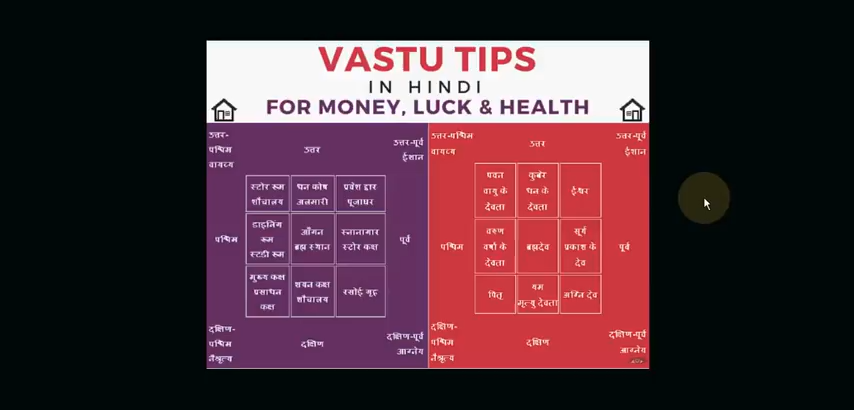 VASTU TIPS
IN HINDI
FOR MONEY, LUCK & HEALTH
उत्तर-
पश्चिम
वायव्य
उत्तर
उत्तर-पूर्व
ईशान
स्टोर रूम
शौचालय
धन कोष
अलमारी
प्रवेश द्वार
पूजाघर
पश्चिम
डाइनिंग
रूम
स्टडी रूम
आँगन
ब्रह्म स्थान
स्नानागार
स्टोर कक्ष
पूर्व
मुख्य कक्ष
प्रसाधन
कक्ष
शयन कक्ष
शौचालय
रसोई गृह
दक्षिण-
पश्चिम
नैश्रृत्य
दक्षिण
दक्षिण-पूर्व
आग्नेय
उत्तर-पश्चिम
वायव्य
उत्तर
उत्तर-पूर्व
ईशान
पवन
वायु के
देवता
कुबेर
धन के
देवता
ईश्वर
पश्चिम
वरुण
वर्षा के
देवता
ब्रह्मदेव
सूर्य
प्रकाश के
देव
पूर्व
पितृ
यम
मृत्यु देवता
अग्नि देव
दक्षिण-
पश्चिम
नैश्रृत्य
दक्षिण
दक्षिण-पूर्व
आग्नेय